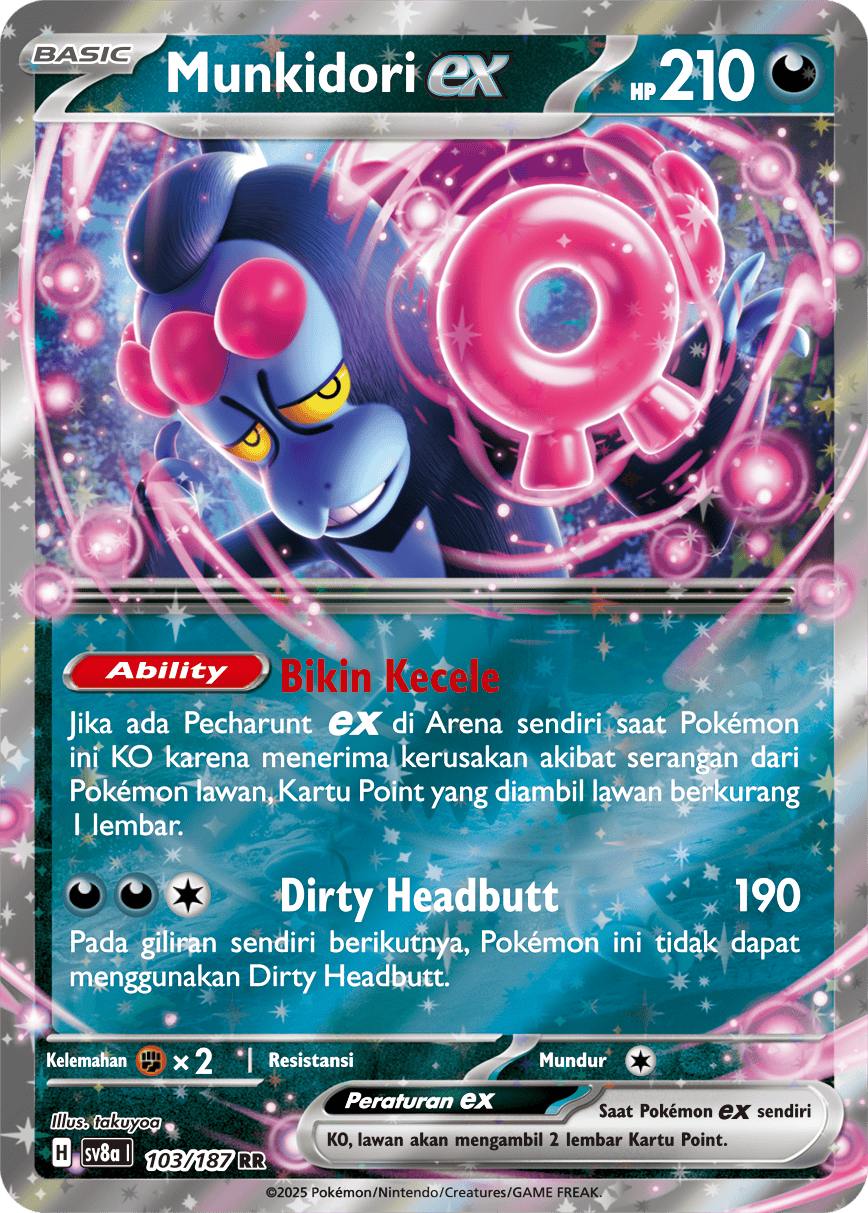 BASIC Munkidori ex HP 210
Ability Bikin Kecele
Jika ada Pecharunt ex di Arena sendiri saat Pokémon
ini KO karena menerima kerusakan akibat serangan dari
Pokémon lawan, Kartu Point yang diambil lawan berkurang
1 lembar.
Dirty Headbutt 190
Pada giliran sendiri berikutnya, Pokémon ini tidak dapat
menggunakan Dirty Headbutt.
Kelemahan ×2 Resistansi Mundur
Peraturan ex Saat Pokémon ex sendiri
KO, lawan akan mengambil 2 lembar Kartu Point.
Illus. takuyoa
H sv8a I 103/187 RR
©2025 Pokémon/Nintendo/Creatures/GAME FREAK.